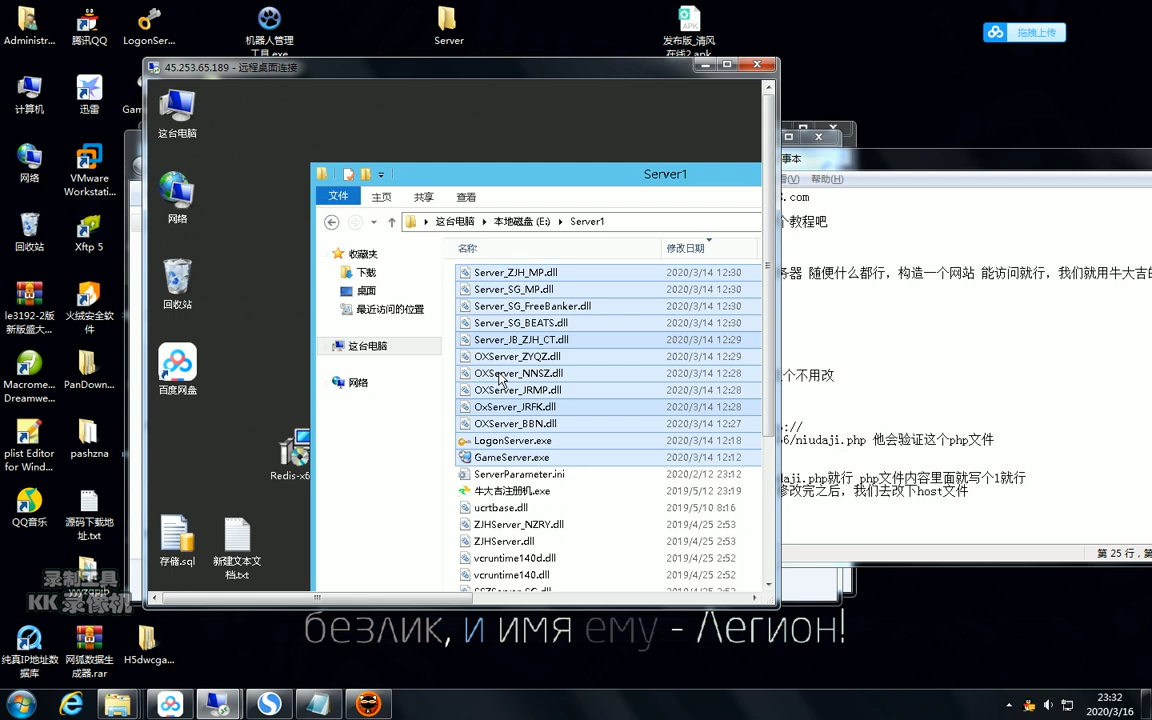 Administr...
腾讯QQ
LogonSer...
机器人管理
工具.exe
Server
发布版_清风
在线2.apk
拖拽上传
计算机
迅雷
网络
VMware
Workstati...
回收站
Xftp 5
le3192-2版
新版盛大...
火绒安全软
件
Macrome...
Dreamwe...
PanDown...
plist Editor
for Wind...
pashzna
QQ音乐
源码下载地
址.txt
录制工具
KK 录像机
纯真IP地址数
据库
网狐数据生
成器.rar
H5dwcga...
45.253.65.189 - 远程桌面连接
这台电脑
网络
回收站
百度网盘
Redis-x6
存储.sql
新建文本文
档.txt
Server1
文件
主页
共享
查看
这台电脑
本地磁盘 (E:)
Server1
收藏夹
下载
桌面
最近访问的位置
这台电脑
网络
名称
修改日期
Server_ZJH_MP.dll 2020/3/14 12:30
Server_SG_MP.dll 2020/3/14 12:30
Server_SG_FreeBanker.dll 2020/3/14 12:30
Server_SG_BEATS.dll 2020/3/14 12:30
Server_JB_ZJH_CT.dll 2020/3/14 12:29
OXServer_ZYQZ.dll 2020/3/14 12:29
OXServer_NNSZ.dll 2020/3/14 12:28
OXServer_JRMP.dll 2020/3/14 12:28
OxServer_JRFK.dll 2020/3/14 12:28
OXServer_BBN.dll 2020/3/14 12:27
LogonServer.exe 2020/3/14 12:18
GameServer.exe 2020/3/14 12:12
ServerParameter.ini 2020/2/12 23:12
牛大吉注册机.exe 2019/5/12 23:19
ucrtbase.dll 2019/5/10 8:16
ZJHServer_NZRY.dll 2019/4/25 2:53
ZJHServer.dll 2019/4/25 2:53
vcruntime140d.dll 2019/4/25 2:52
vcruntime140.dll 2019/4/25 2:52
事本
帮助(H)
.com
个教程吧
务器 随便什么都行，构造一个网站 能访问就行，我们就用牛大吉的
个不用改
://
6/niudaji.php 他会验证这个php文件
daji.php就行 php文件内容里面就写个1就行
修改完之后，我们去改下host文件
第 25 行，第
безлик, и имя ему - Легион!
23:32
2020/3/16